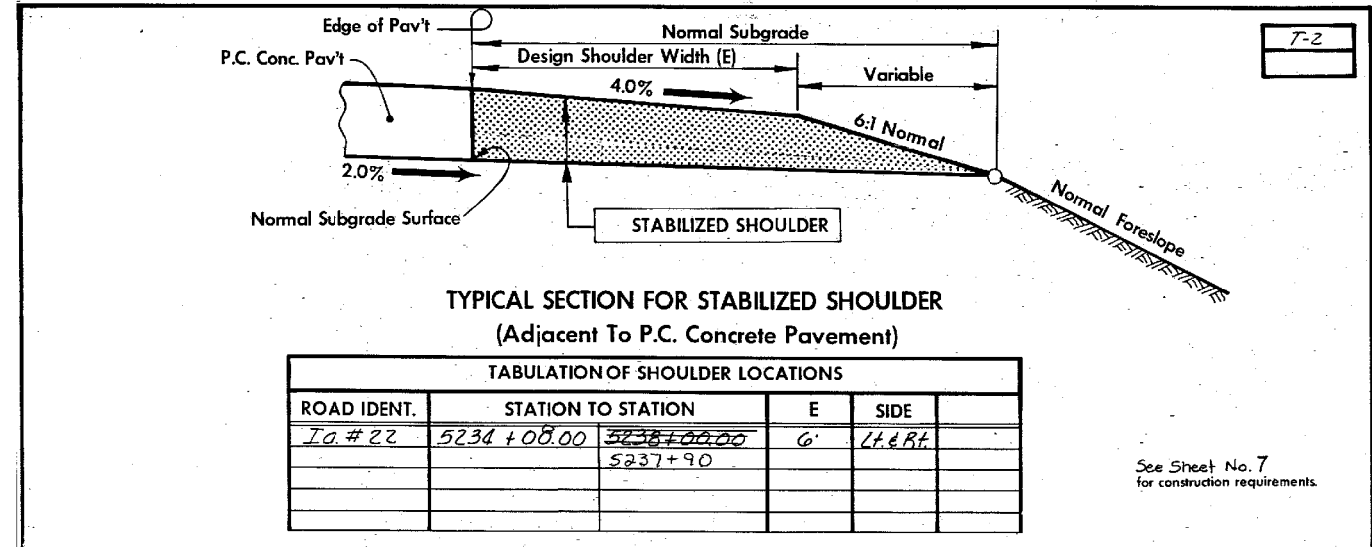 Edge of Pav't
Normal Subgrade
T-2
P.C. Conc. Pav't
Design Shoulder Width (E)
Variable
4.0%
6:1 Normal
2.0%
Normal Foreslope
Normal Subgrade Surface
STABILIZED SHOULDER
TYPICAL SECTION FOR STABILIZED SHOULDER
(Adjacent To P.C. Concrete Pavement)
TABULATION OF SHOULDER LOCATIONS
ROAD IDENT. STATION TO STATION E SIDE
Ia. #22 5234 + 08.00 5238+00.00 6' Lt. & Rt.
5237+90
See Sheet No. 7
for construction requirements.